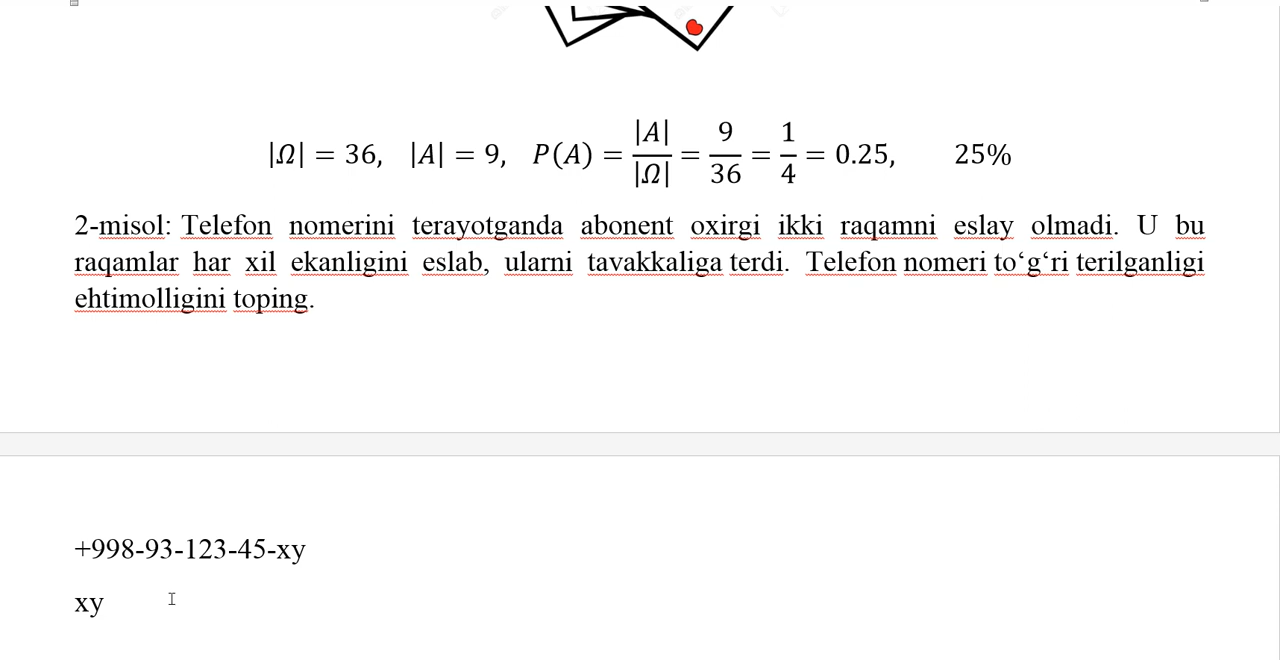 |Ω| = 36, |A| = 9, P(A) = |A|/|Ω| = 9/36 = 1/4 = 0.25, 25%
2-misol: Telefon nomerini terayotganda abonent oxirgi ikki raqamni eslay olmadi. U bu
raqamlar har xil ekanligini eslab, ularni tavakkaliga terdi. Telefon nomeri to‘g‘ri terilganligi
ehtimolligini toping.
+998-93-123-45-xy
xy